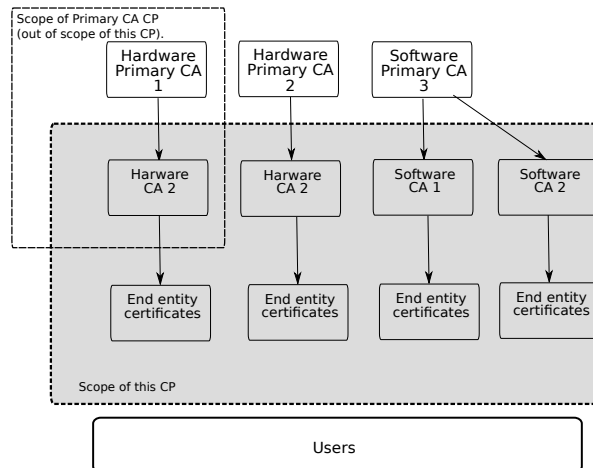 Scope of Primary CA CP
(out of scope of this CP).
Hardware
Primary CA
1
Hardware
Primary CA
2
Software
Primary CA
3
Harware
CA 2
Harware
CA 2
Software
CA 1
Software
CA 2
End entity
certificates
End entity
certificates
End entity
certificates
End entity
certificates
Scope of this CP
Users